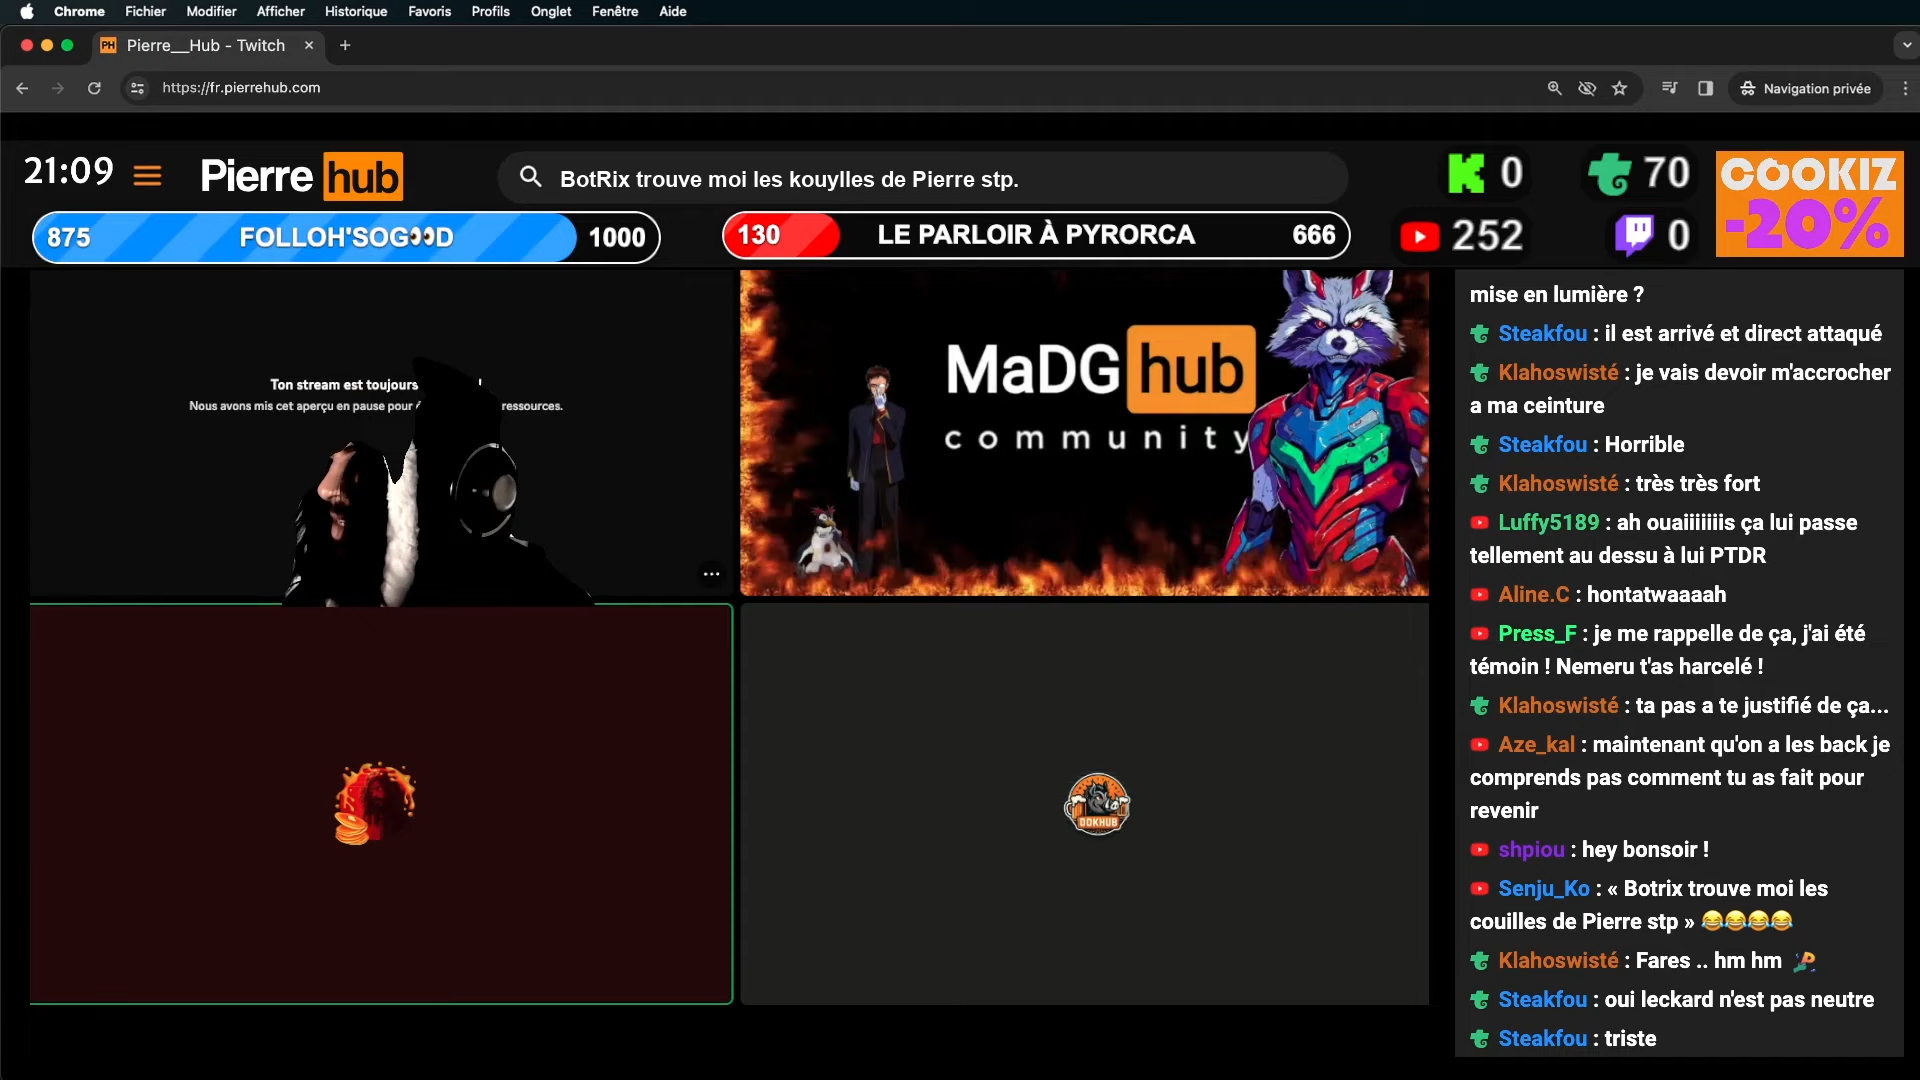 Chrome Fichier Modifier Afficher Historique Favoris Profils Onglet Fenêtre Aide
PH Pierre__Hub - Twitch
https://fr.pierrehub.com
Navigation privée
21:09
Pierre hub
BotRix trouve moi les kouylles de Pierre stp.
0
70
COOKIZ
-20%
875 FOLLOH'SOG👀D 1000
130 LE PARLOIR À PYRORCA 666
252
0
Ton stream est toujours
Nous avons mis cet aperçu en pause pour
ressources.
MaDG hub
community
DOKHUB
mise en lumière ?
Steakfou : il est arrivé et direct attaqué
Klahoswisté : je vais devoir m'accrocher
a ma ceinture
Steakfou : Horrible
Klahoswisté : très très fort
Luffy5189 : ah ouaiiiiiiis ça lui passe
tellement au dessu à lui PTDR
Aline.C : hontatwaaaah
Press_F : je me rappelle de ça, j'ai été
témoin ! Nemeru t'as harcelé !
Klahoswisté : ta pas a te justifié de ça...
Aze_kal : maintenant qu'on a les back je
comprends pas comment tu as fait pour
revenir
shpiou : hey bonsoir !
Senju_Ko : « Botrix trouve moi les
couilles de Pierre stp » 😂😂😂😂
Klahoswisté : Fares .. hm hm
Steakfou : oui leckard n'est pas neutre
Steakfou : triste